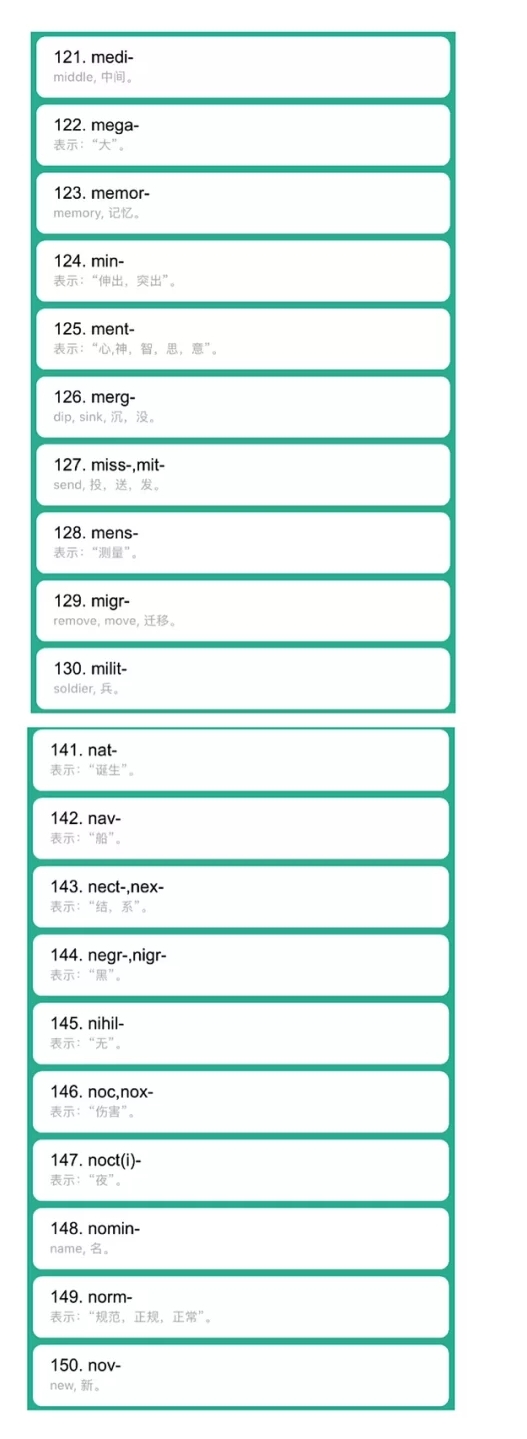 121. medi-
middle, 中间。
122. mega-
表示：“大”。
123. memor-
memory, 记忆。
124. min-
表示：“伸出，突出”。
125. ment-
表示：“心,神，智，思，意”。
126. merg-
dip, sink, 沉，没。
127. miss-,mit-
send, 投，送，发。
128. mens-
表示：“测量”。
129. migr-
remove, move, 迁移。
130. milit-
soldier, 兵。
141. nat-
表示：“诞生”。
142. nav-
表示：“船”。
143. nect-,nex-
表示：“结，系”。
144. negr-,nigr-
表示：“黑”。
145. nihil-
表示：“无”。
146. noc,nox-
表示：“伤害”。
147. noct(i)-
表示：“夜”。
148. nomin-
name, 名。
149. norm-
表示：“规范，正规，正常”。
150. nov-
new, 新。